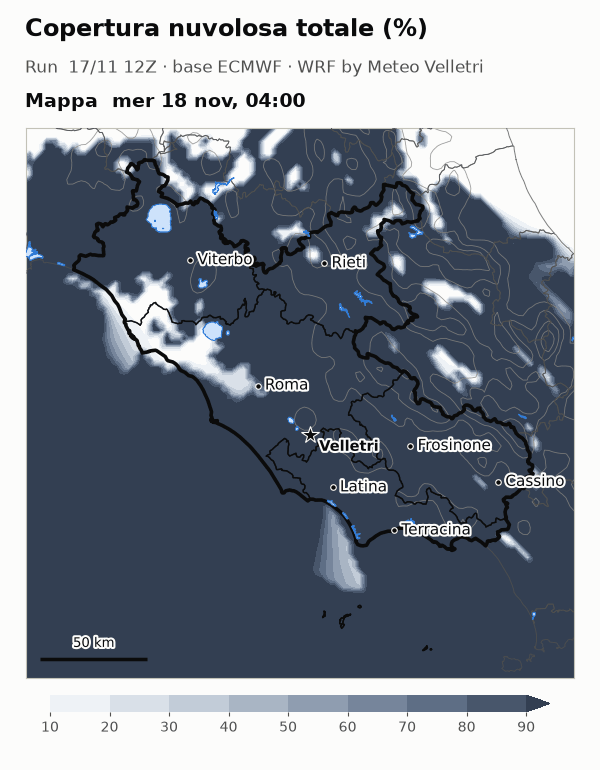 Copertura nuvolosa totale (%)
Run  17/11 12Z · base ECMWF · WRF by Meteo Velletri
Mappa  mer 18 nov, 04:00
Viterbo
Rieti
Roma
Velletri
Frosinone
Cassino
Latina
Terracina
50 km
10 20 30 40 50 60 70 80 90